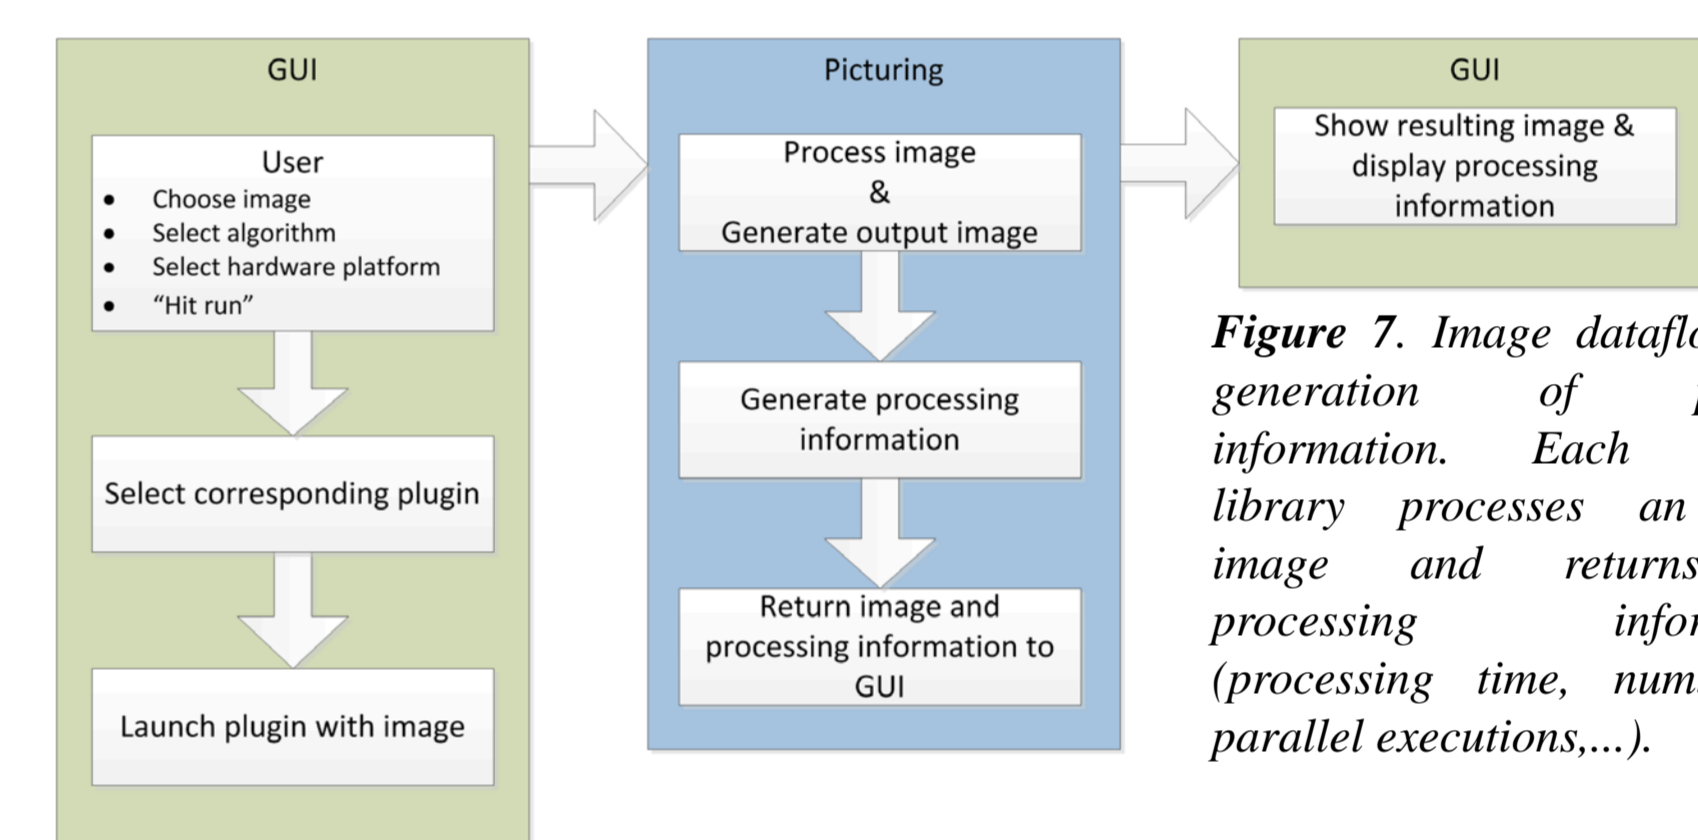 GUI
User
• Choose image
• Select algorithm
• Select hardware platform
• “Hit run”
Select corresponding plugin
Launch plugin with image
Picturing
Process image
&
Generate output image
Generate processing
information
Return image and
processing information to
GUI
GUI
Show resulting image &
display processing
information
Figure 7. Image
generation of
information. Each
library processes an
image and returns
processing
(processing time,
parallel executions,...).